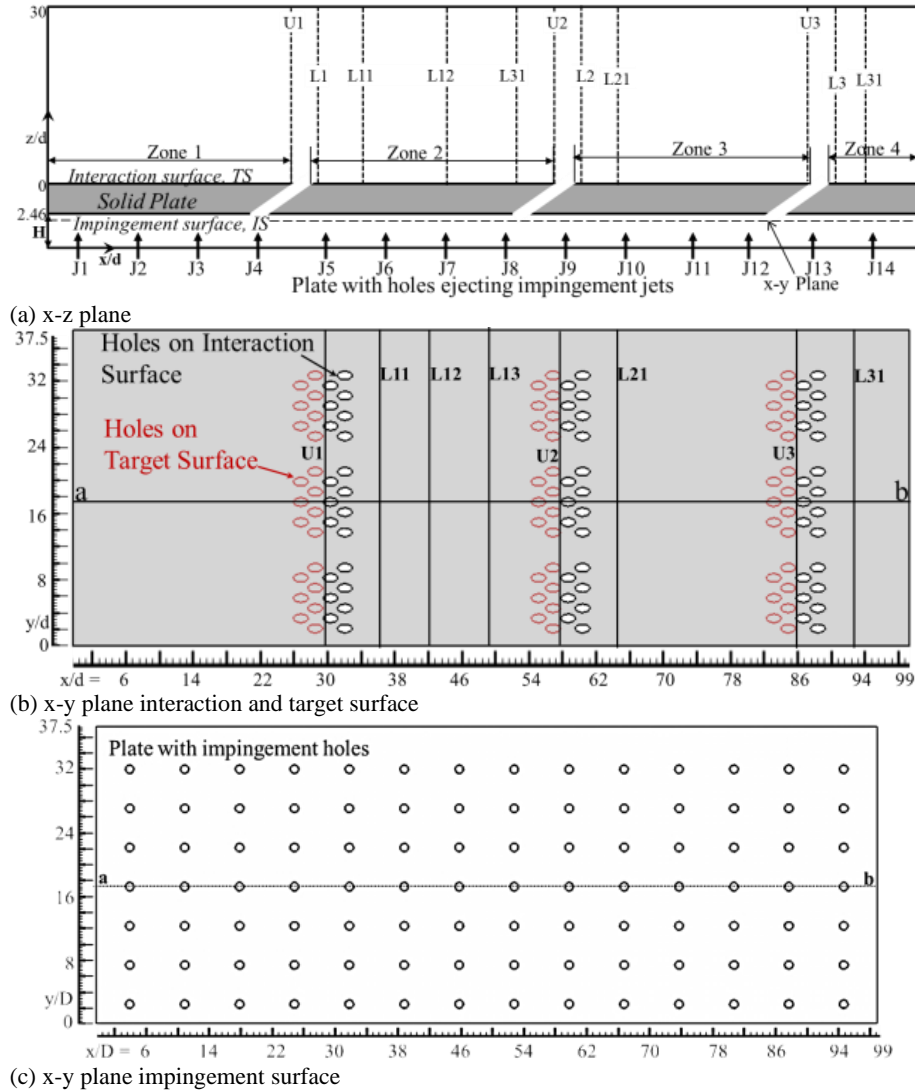 30
U1
U2
U3
L1 L11 L12 L31 L2 L21 L3 L31
z/d
Zone 1 Zone 2 Zone 3 Zone 4
Interaction surface, TS
0
Solid Plate
2.46
Impingement surface, IS
H
x/d
J1 J2 J3 J4 J5 J6 J7 J8 J9 J10 J11 J12 J13 J14
Plate with holes ejecting impingement jets
x-y Plane
(a) x-z plane
37.5
Holes on Interaction
Surface
32
L11 L12 L13 L21 L31
Holes on
Target Surface
24
U1 U2 U3
a b
16
8
y/d
0
x/d = 6 14 22 30 38 46 54 62 70 78 86 94 99
(b) x-y plane interaction and target surface
37.5
Plate with impingement holes
32
24
a b
16
8
y/D
0
x/D = 6 14 22 28 38 46 54 62 70 78 86 94 99
(c) x-y plane impingement surface